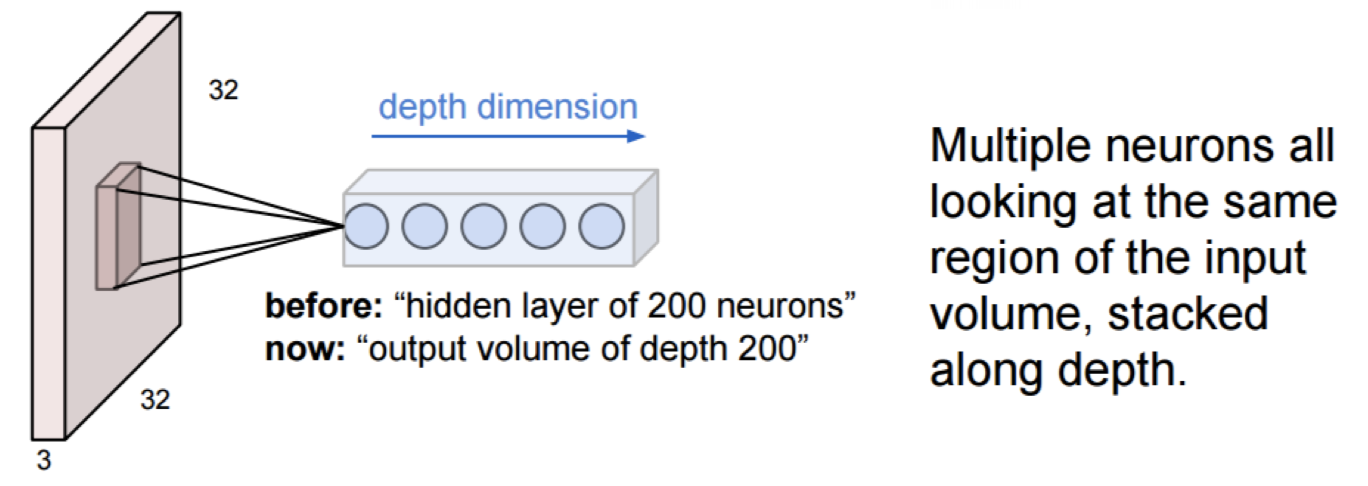 32
depth dimension
before: “hidden layer of 200 neurons”
now: “output volume of depth 200”
32
3
Multiple neurons all
looking at the same
region of the input
volume, stacked
along depth.